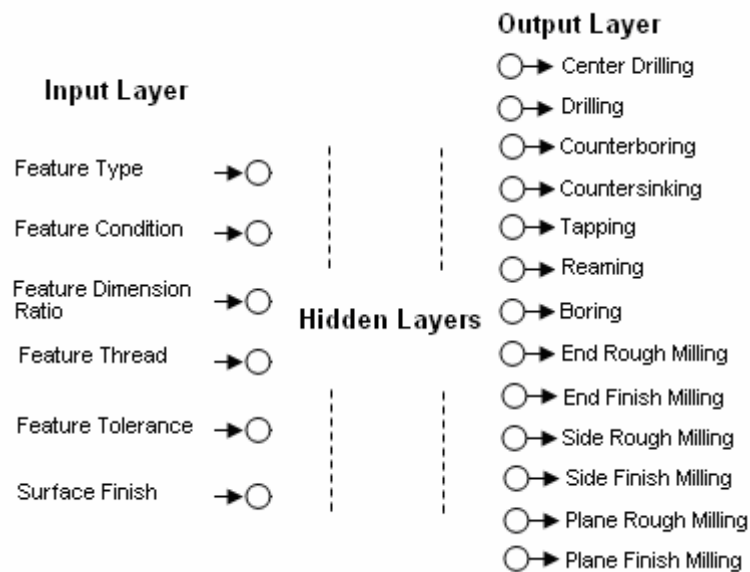 Input Layer
Feature Type
Feature Condition
Feature Dimension
Ratio
Feature Thread
Feature Tolerance
Surface Finish
Hidden Layers
Output Layer
Center Drilling
Drilling
Counterboring
Countersinking
Tapping
Reaming
Boring
End Rough Milling
End Finish Milling
Side Rough Milling
Side Finish Milling
Plane Rough Milling
Plane Finish Milling